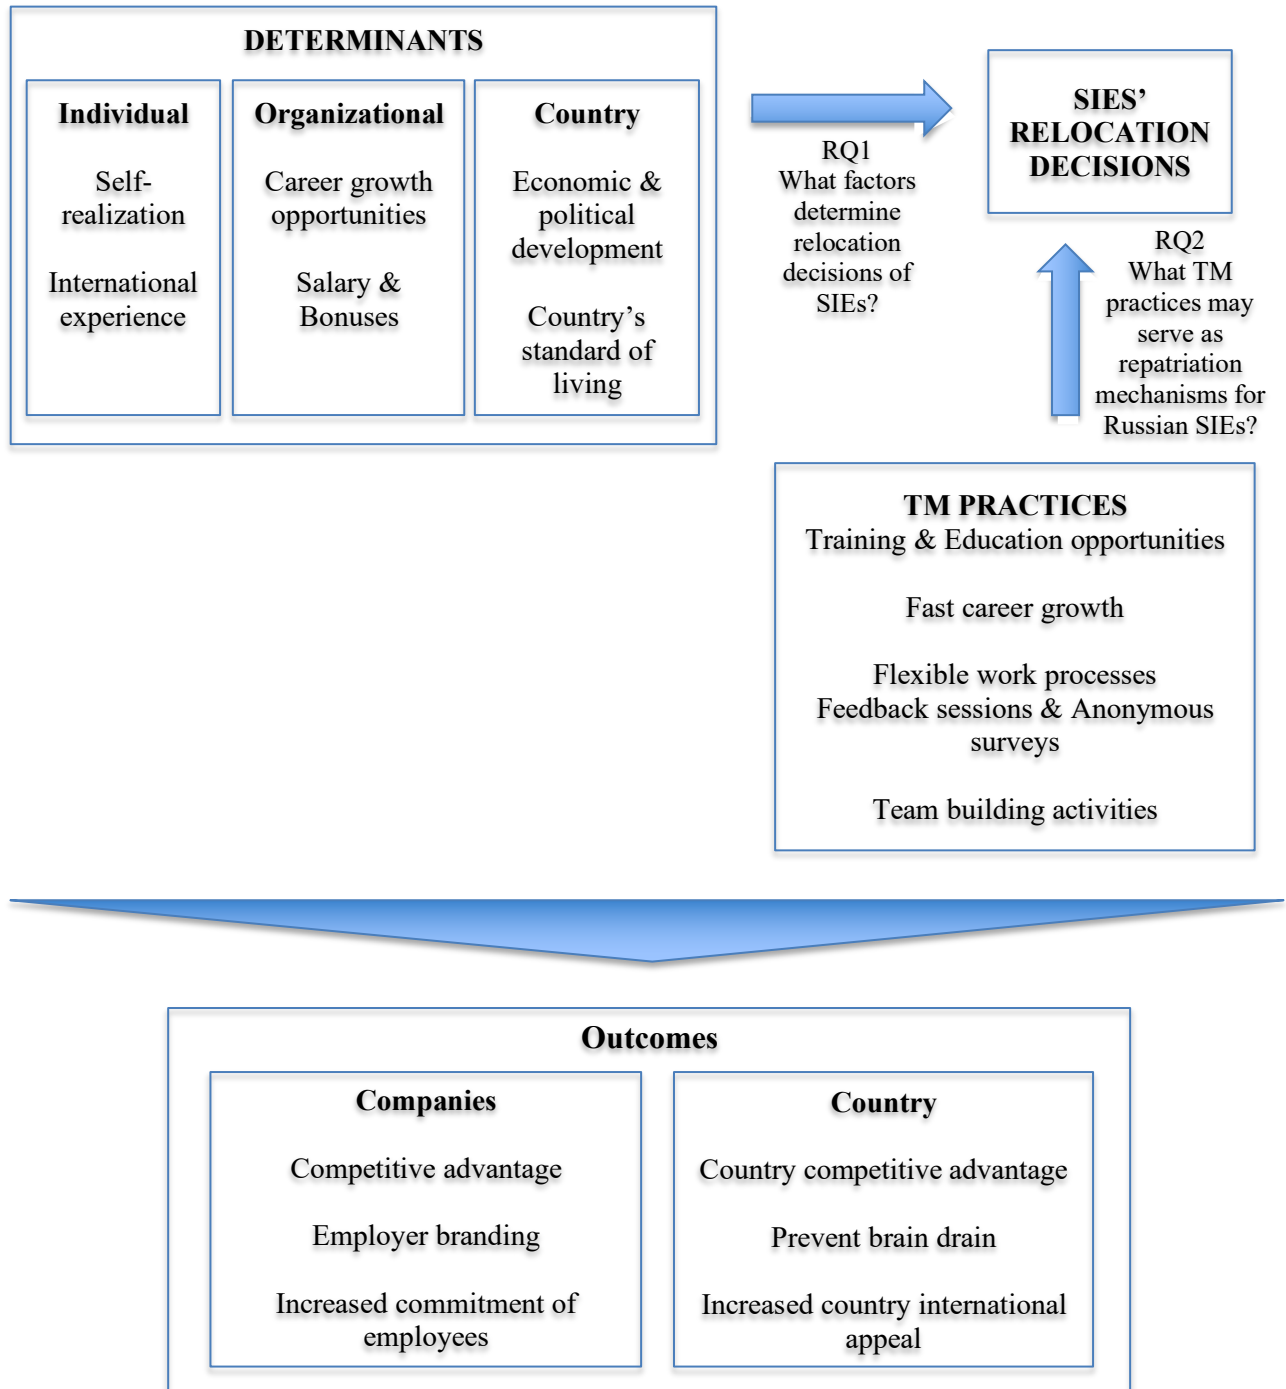 DETERMINANTS
Individual
Self-
realization
International
experience
Organizational
Career growth
opportunities
Salary &
Bonuses
Country
Economic &
political
development
Country’s
standard of
living
RQ1
What factors
determine
relocation
decisions of
SIEs?
SIES’
RELOCATION
DECISIONS
RQ2
What TM
practices may
serve as
repatriation
mechanisms for
Russian SIEs?
TM PRACTICES
Training & Education opportunities
Fast career growth
Flexible work processes
Feedback sessions & Anonymous
surveys
Team building activities
Outcomes
Companies
Competitive advantage
Employer branding
Increased commitment of
employees
Country
Country competitive advantage
Prevent brain drain
Increased country international
appeal